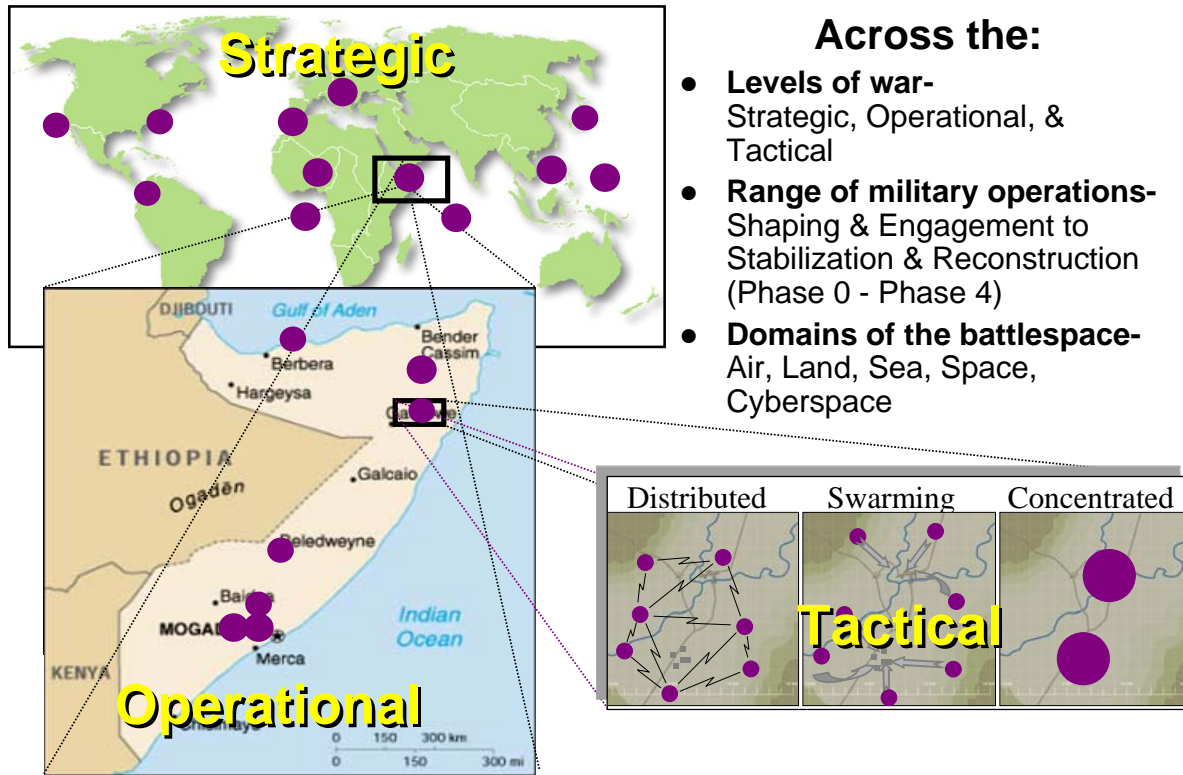 Strategic
Across the:
● Levels of war-
Strategic, Operational, &
Tactical
● Range of military operations-
Shaping & Engagement to
Stabilization & Reconstruction
(Phase 0 - Phase 4)
● Domains of the battlespace-
Air, Land, Sea, Space,
Cyberspace
DJIBOUTI
Gulf of Aden
Bender
Cassim
Berbera
Hargeysa
ETHIOPIA
Ogadēn
Galcaio
Beledweyne
MOGAD
Merca
Indian
Ocean
KENYA
Operational
0 150 300 km
0 150 300 mi
Distributed
Swarming
Concentrated
Tactical